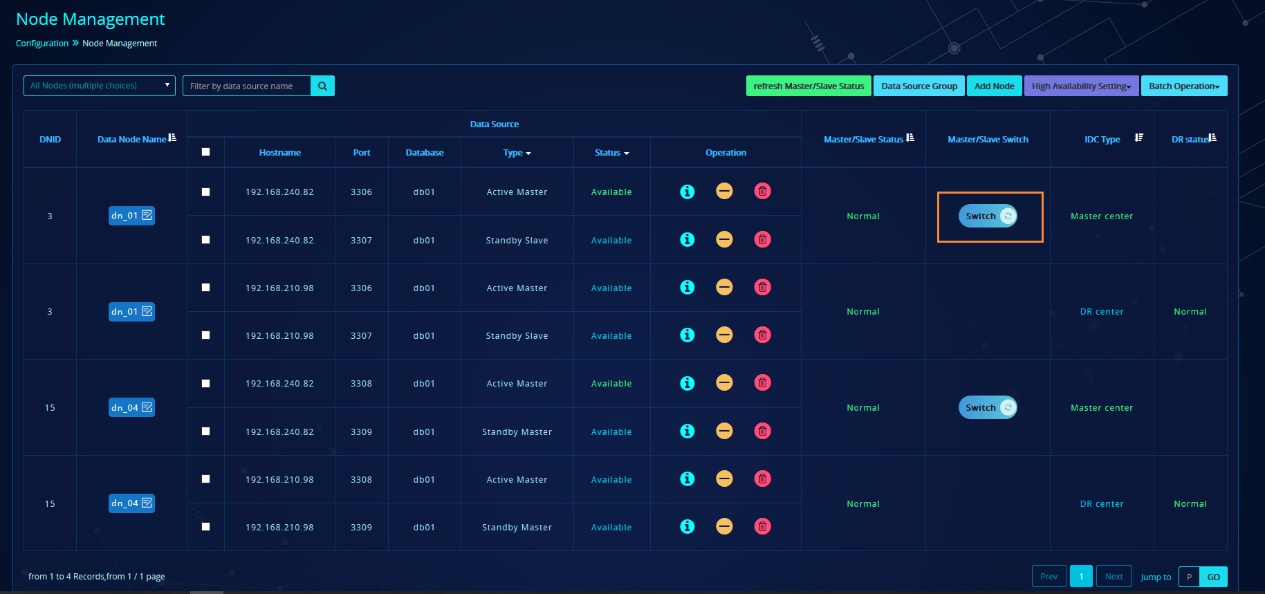 Node Management
Configuration » Node Management
All Nodes (multiple choices)
Filter by data source name
refresh Master/Slave Status
Data Source Group
Add Node
High Availability Setting
Batch Operation
DNID Data Node Name Data Source Master/Slave Status Master/Slave Switch IDC Type DR status
Hostname Port Database Type Status Operation
3 dn_01 Normal Switch Master center
192.168.240.82 3306 db01 Active Master Available
192.168.240.82 3307 db01 Standby Slave Available
3 dn_01 Normal DR center Normal
192.168.210.98 3306 db01 Active Master Available
192.168.210.98 3307 db01 Standby Slave Available
15 dn_04 Normal Switch Master center
192.168.240.82 3308 db01 Active Master Available
192.168.240.82 3309 db01 Standby Master Available
15 dn_04 Normal DR center Normal
192.168.210.98 3308 db01 Active Master Available
192.168.210.98 3309 db01 Standby Master Available
from 1 to 4 Records,from 1 / 1 page
Prev 1 Next Jump to P GO